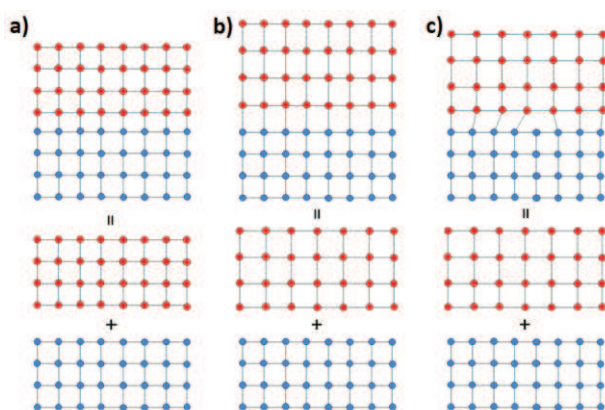 a) b) c)
= = =
+ + +